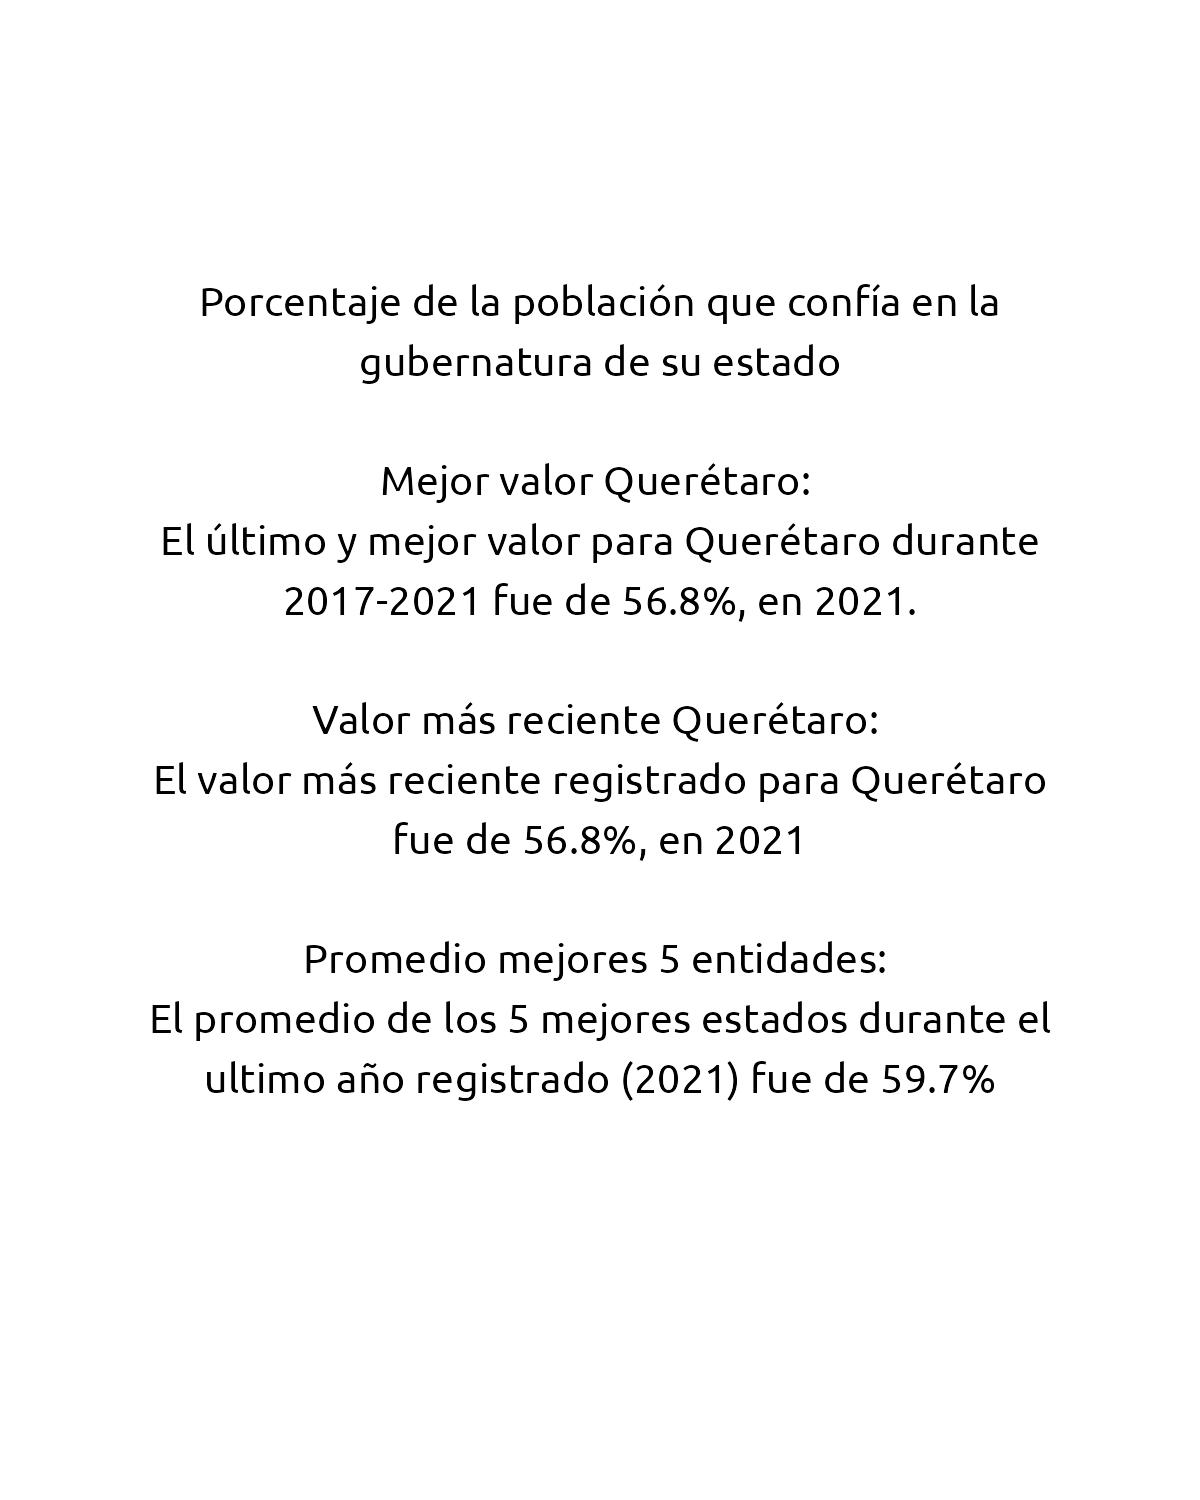 Porcentaje de la población que confía en la
gubernatura de su estado
Mejor valor Querétaro:
El último y mejor valor para Querétaro durante
2017-2021 fue de 56.8%, en 2021.
Valor más reciente Querétaro:
El valor más reciente registrado para Querétaro
fue de 56.8%, en 2021
Promedio mejores 5 entidades:
El promedio de los 5 mejores estados durante el
ultimo año registrado (2021) fue de 59.7%